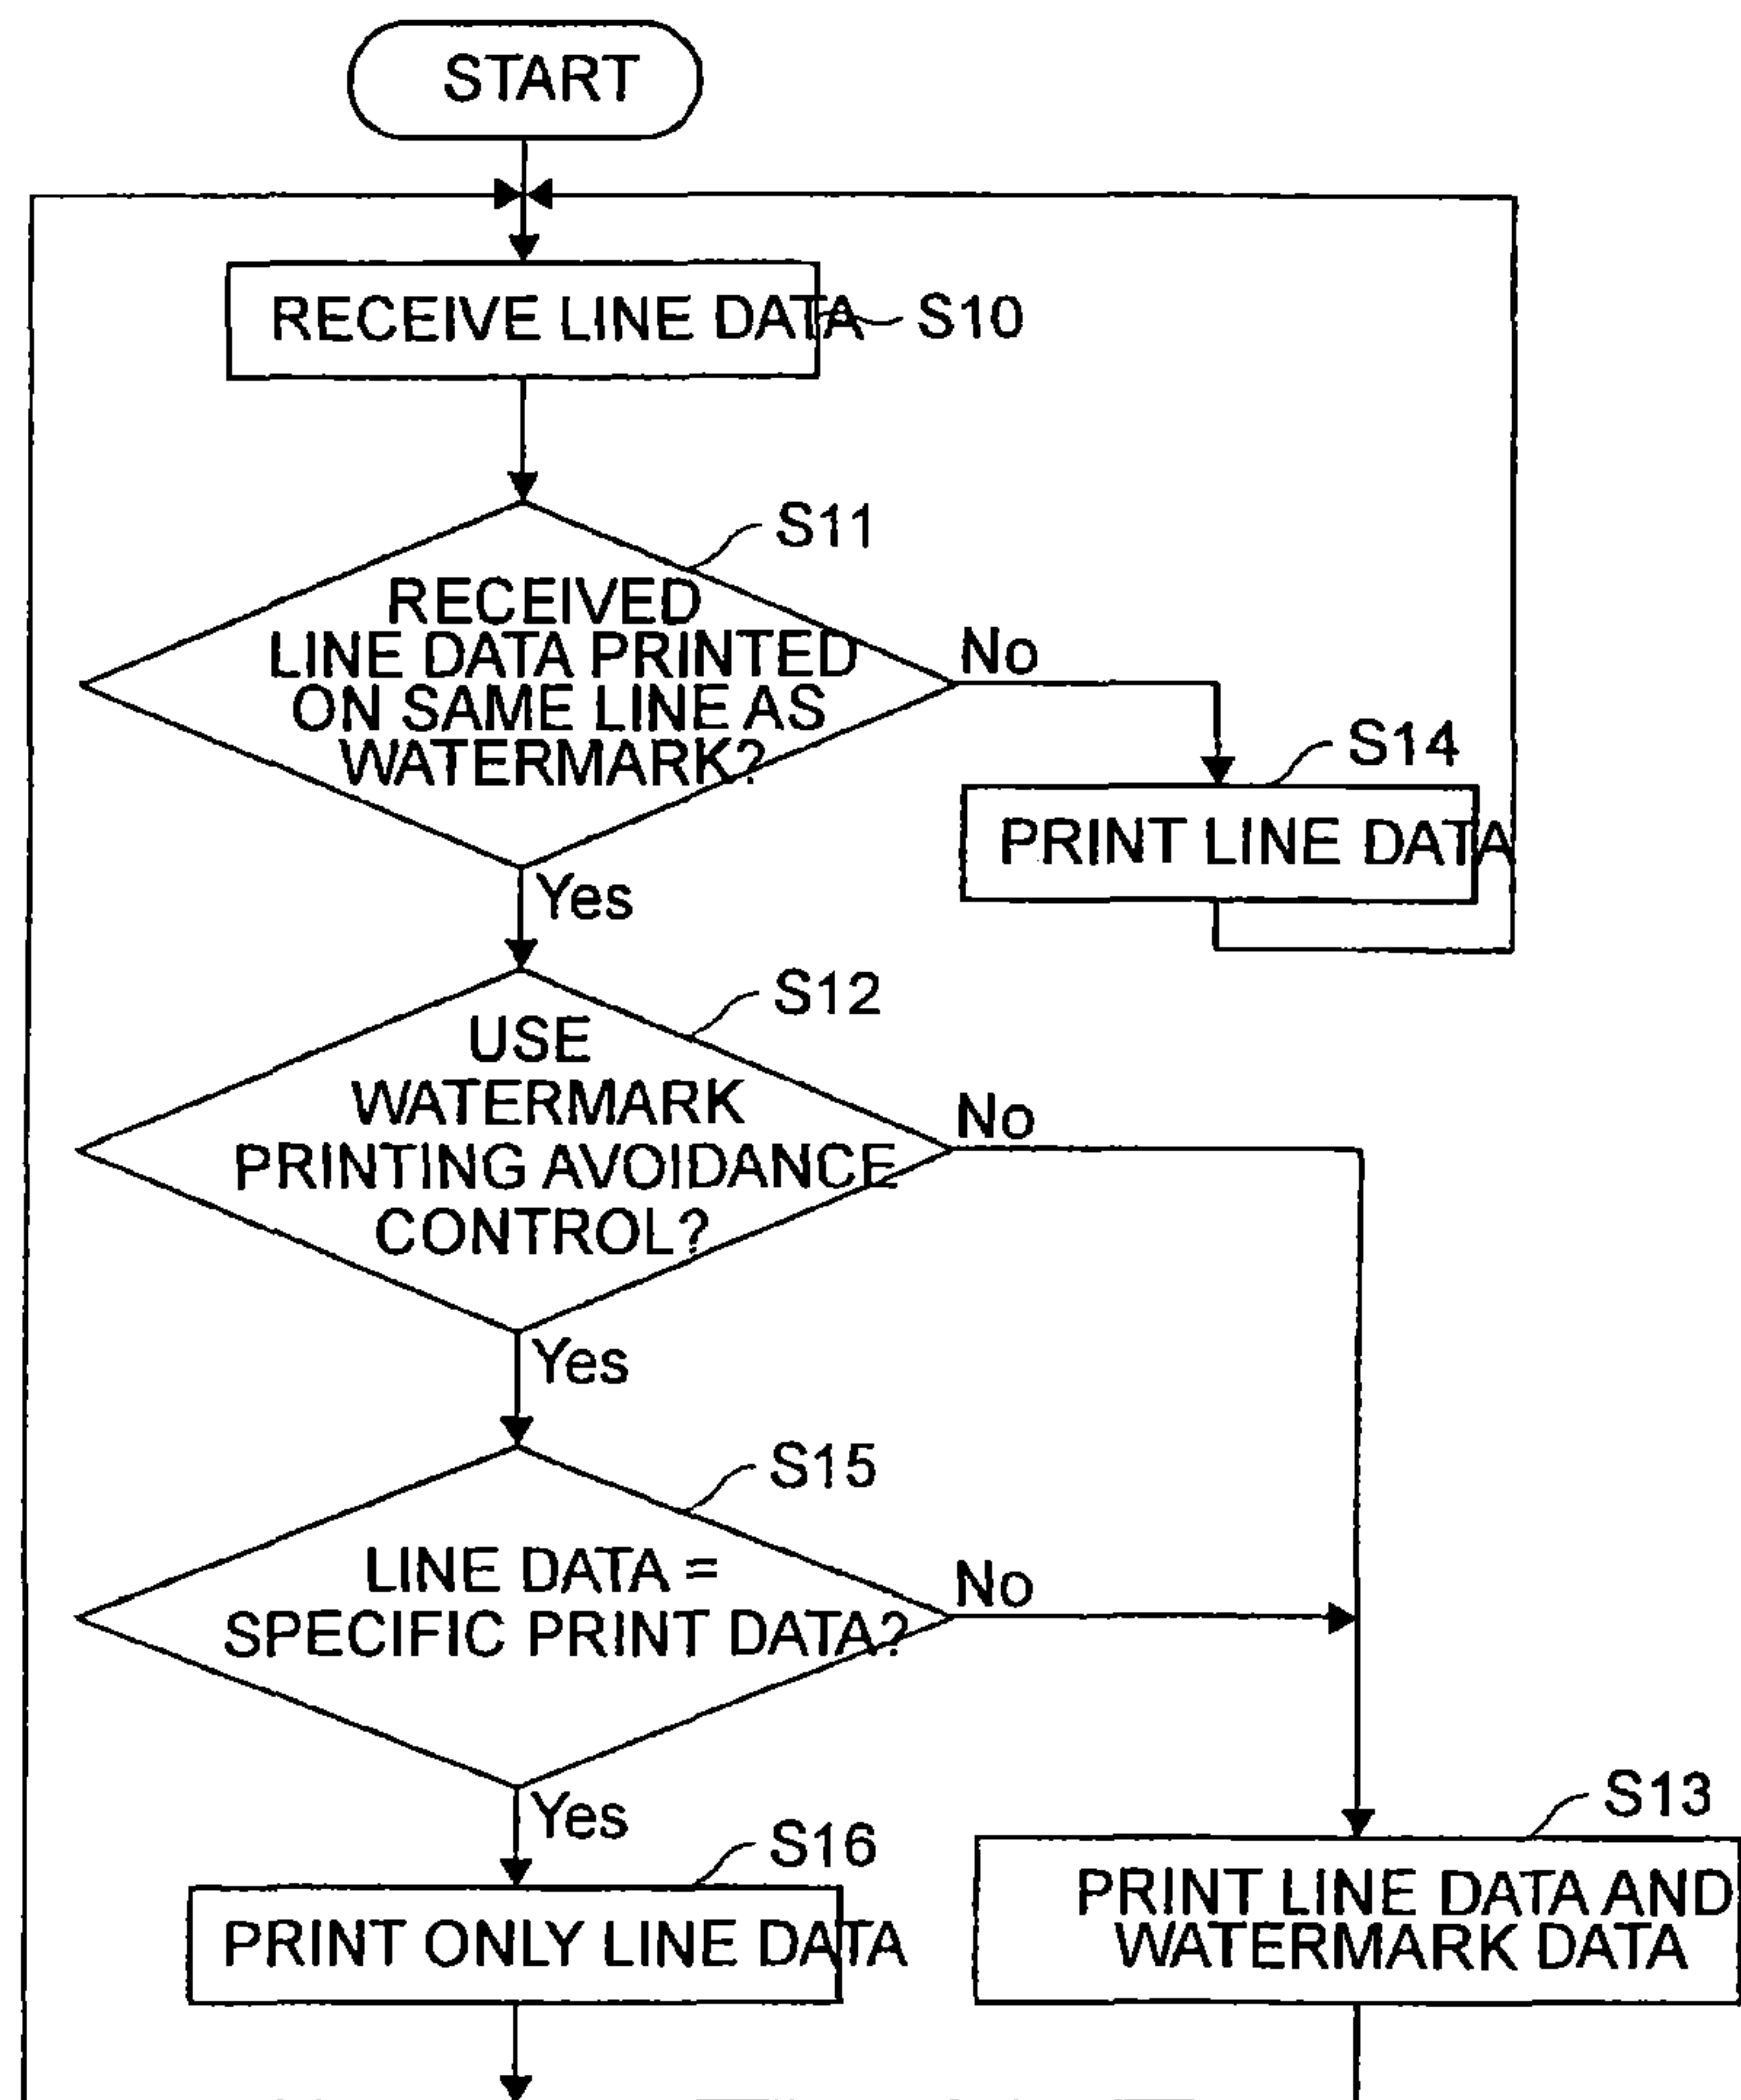 START
RECEIVE LINE DATA
S10
S11
RECEIVED
LINE DATA PRINTED
ON SAME LINE AS
WATERMARK?
No
S14
PRINT LINE DATA
Yes
S12
USE
WATERMARK
PRINTING AVOIDANCE
CONTROL?
No
Yes
S15
LINE DATA =
SPECIFIC PRINT DATA?
No
Yes
S16
PRINT ONLY LINE DATA
S13
PRINT LINE DATA AND
WATERMARK DATA